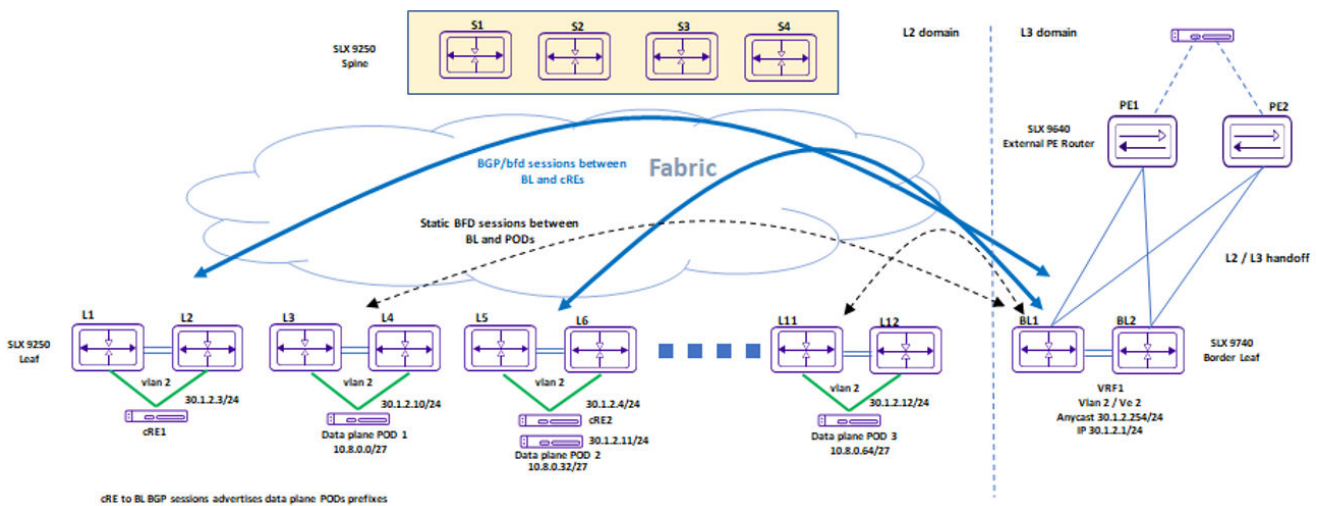 S1
S2
S3
S4
SLX 9250
Spine
L2 domain
L3 domain
PE1
PE2
SLX 9640
External PE Router
BGP/bfd sessions between
BL and cREs
Fabric
Static BFD sessions between
BL and PODs
L2 / L3 handoff
L1
L2
L3
L4
L5
L6
L11
L12
BL1
BL2
SLX 9250
Leaf
SLX 9740
Border Leaf
vlan 2
vlan 2
vlan 2
vlan 2
30.1.2.3/24
30.1.2.10/24
30.1.2.4/24
30.1.2.12/24
cRE1
Data plane POD 1
10.8.0.0/27
cRE2
30.1.2.11/24
Data plane POD 2
10.8.0.32/27
Data plane POD 3
10.8.0.64/27
VRF1
Vlan 2 / Ve 2
Anycast 30.1.2.254/24
IP 30.1.2.1/24
cRE to BL BGP sessions advertises data plane PODs prefixes